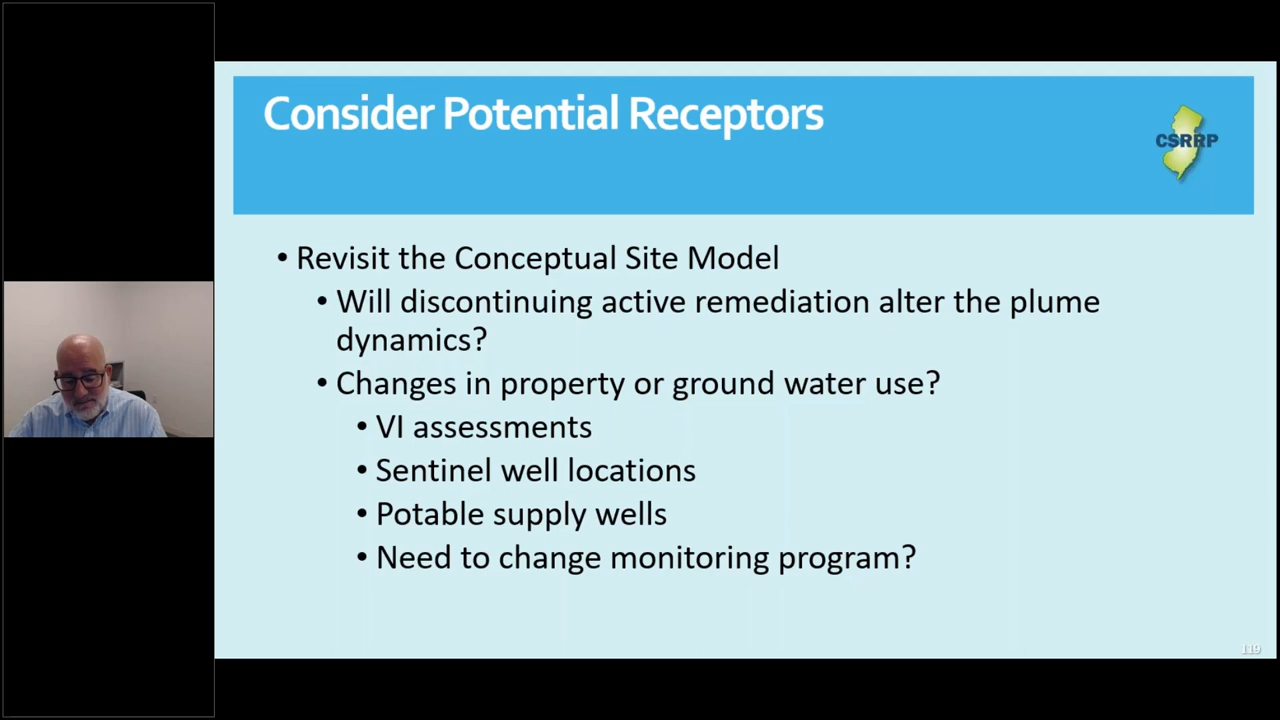 Consider Potential Receptors
CSRRP
• Revisit the Conceptual Site Model
• Will discontinuing active remediation alter the plume
dynamics?
• Changes in property or ground water use?
• VI assessments
• Sentinel well locations
• Potable supply wells
• Need to change monitoring program?
119